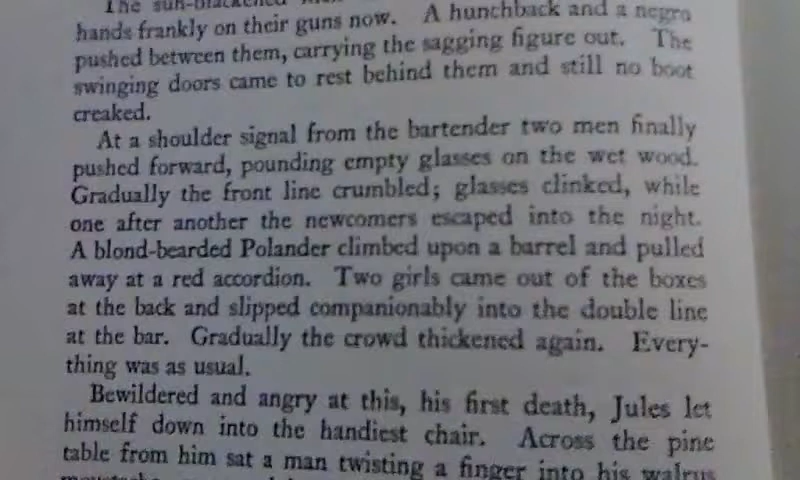 The sun-blackened
hands frankly on their guns now. A hunchback and a negro
pushed between them, carrying the sagging figure out. The
swinging doors came to rest behind them and still no boot
creaked.
At a shoulder signal from the bartender two men finally
pushed forward, pounding empty glasses on the wet wood.
Gradually the front line crumbled; glasses clinked, while
one after another the newcomers escaped into the night.
A blond-bearded Polander climbed upon a barrel and pulled
away at a red accordion. Two girls came out of the boxes
at the back and slipped companionably into the double line
at the bar. Gradually the crowd thickened again. Every-
thing was as usual.
Bewildered and angry at this, his first death, Jules let
himself down into the handiest chair. Across the pine
table from him sat a man twisting a finger into his walrus